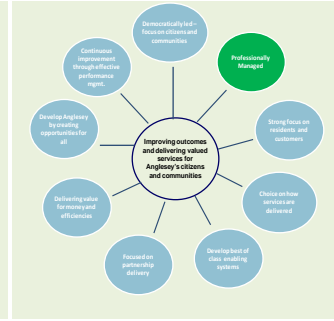 Democratically led–
focus on citizens and
communities
Professionally
Managed
Strong focus on
residents and
customers
Choice on how
services are
delivered
Develop best of
class enabling
systems
Focused on
partnership
delivery
Delivering value
for money and
efficiencies
Develop Anglesey
by creating
opportunities for
all
Continuous
improvement
through effective
performance
mgmt.
Improving outcomes
and delivering valued
services for
Anglesey's citizens
and communities